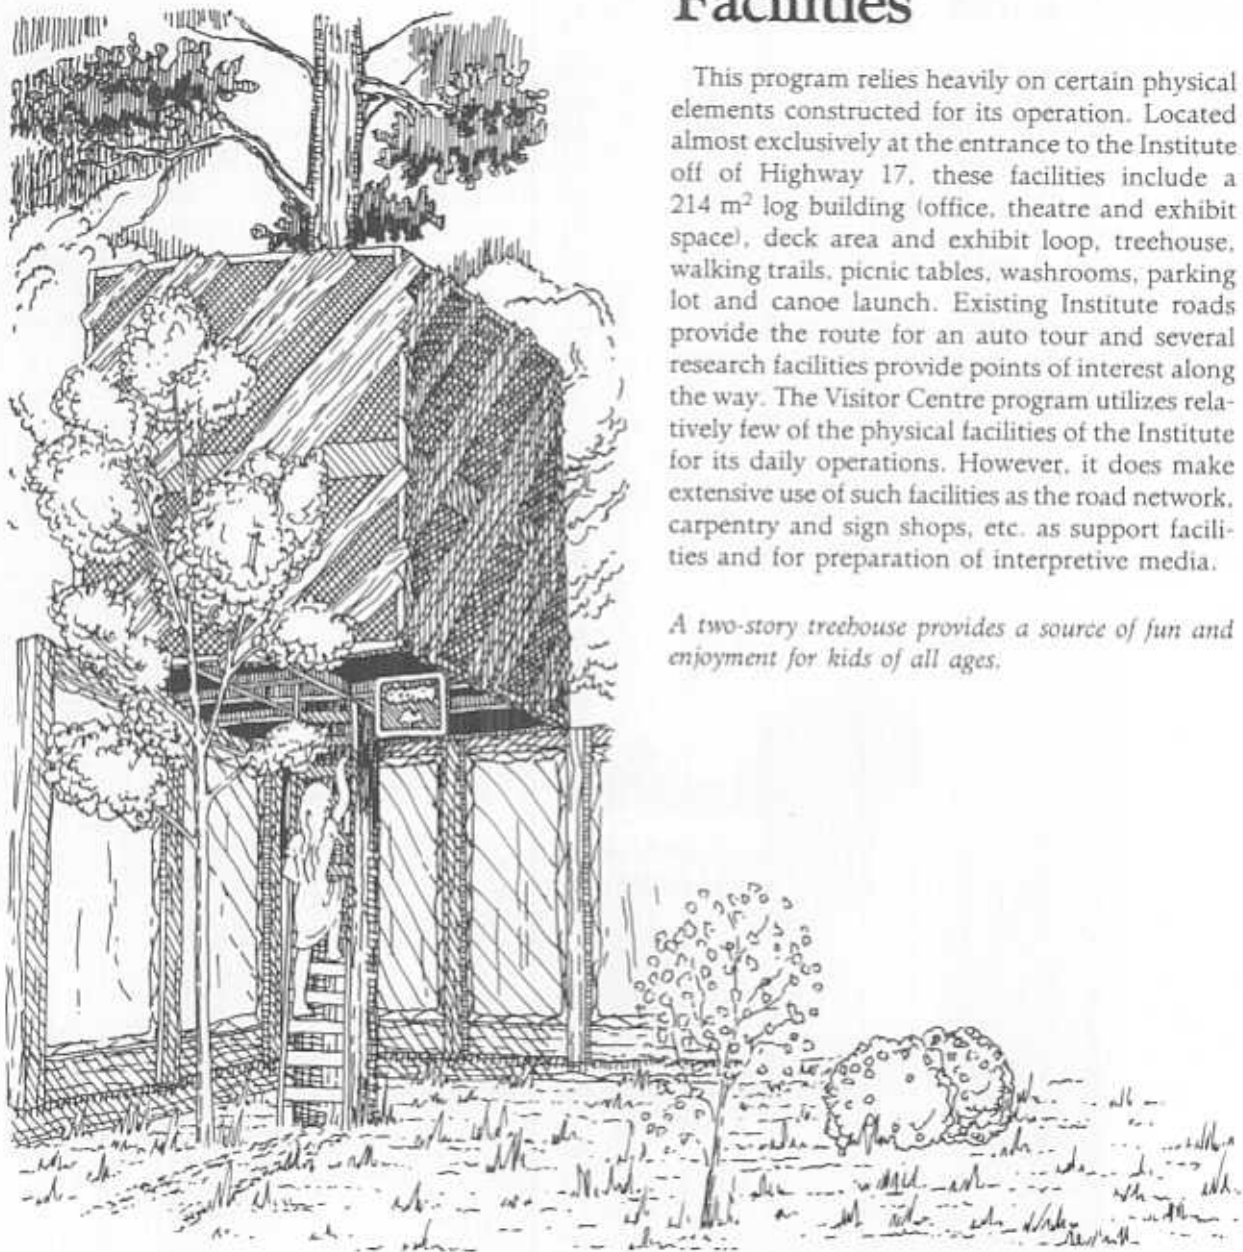 Facilities
This program relies heavily on certain physical
elements constructed for its operation. Located
almost exclusively at the entrance to the Institute
off of Highway 17, these facilities include a
214 m² log building (office, theatre and exhibit
space), deck area and exhibit loop, treehouse,
walking trails, picnic tables, washrooms, parking
lot and canoe launch. Existing Institute roads
provide the route for an auto tour and several
research facilities provide points of interest along
the way. The Visitor Centre program utilizes rela-
tively few of the physical facilities of the Institute
for its daily operations. However, it does make
extensive use of such facilities as the road network,
carpentry and sign shops, etc. as support facili-
ties and for preparation of interpretive media.
A two-story treehouse provides a source of fun and
enjoyment for kids of all ages.